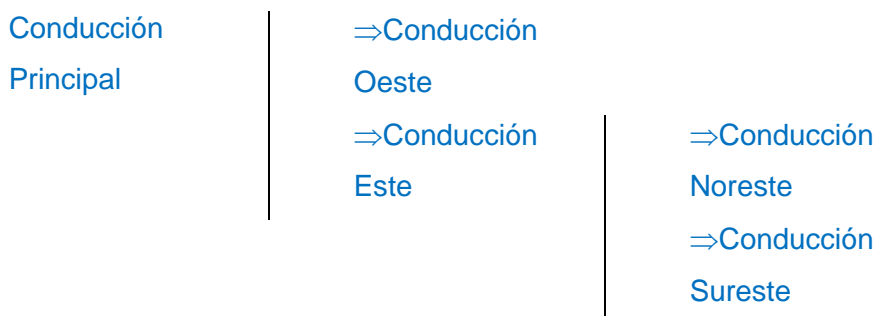 Conducción
Principal
⇒Conducción
Oeste
⇒Conducción
Este
⇒Conducción
Noreste
⇒Conducción
Sureste